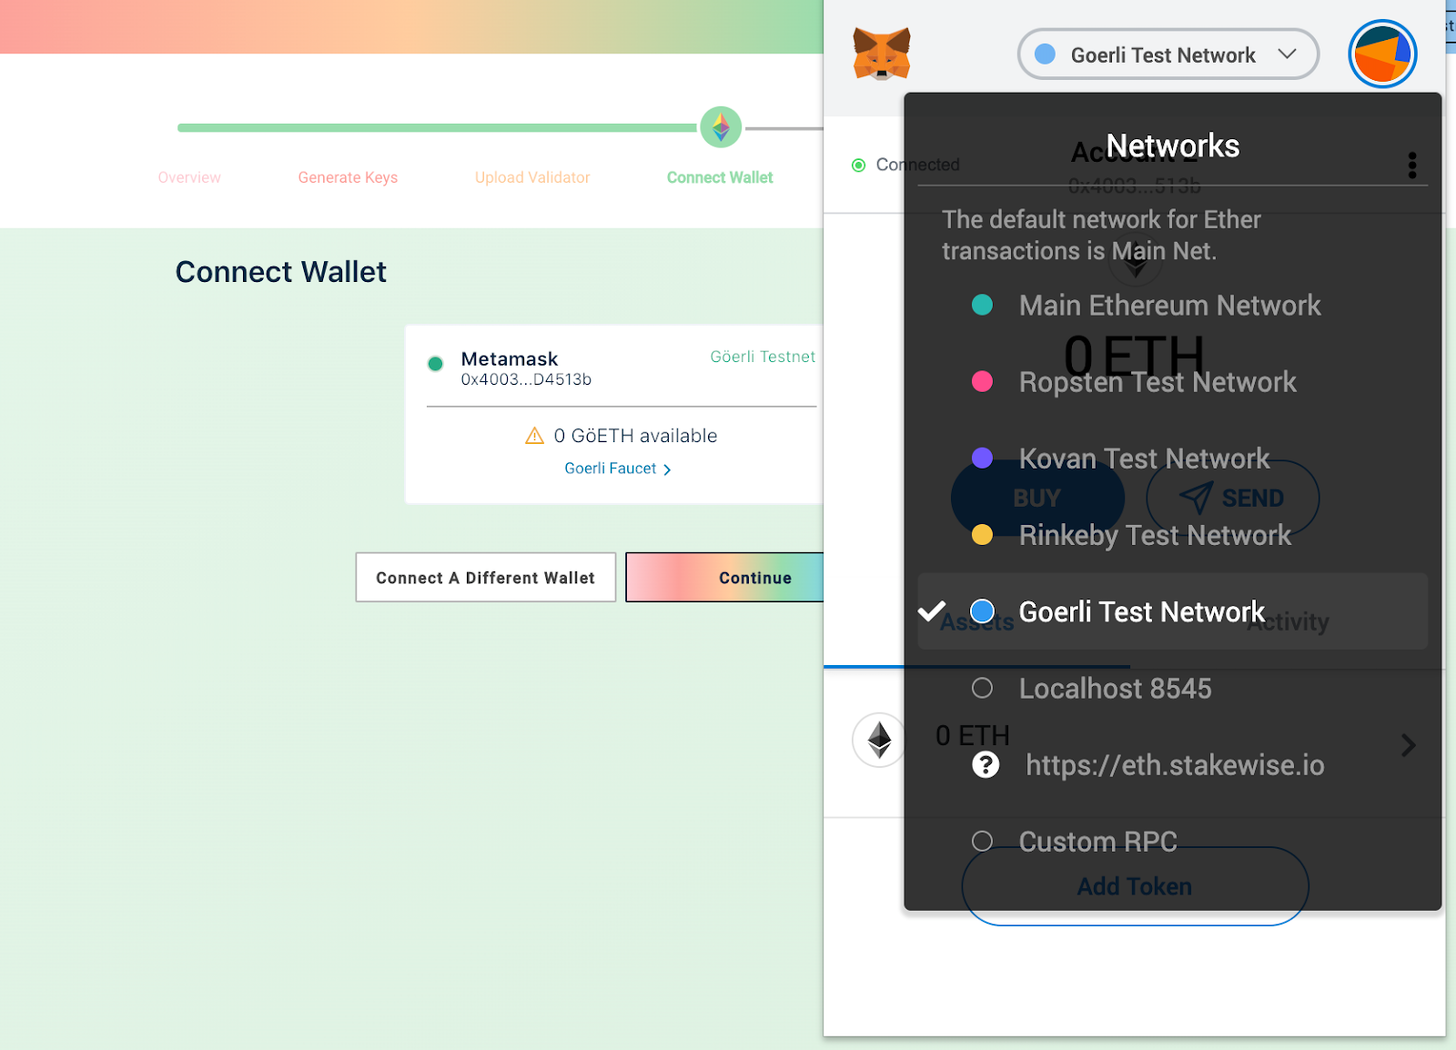 Overview
Generate Keys
Upload Validator
Connect Wallet
Connect Wallet
Metamask
Göerli Testnet
0x4003...D4513b
0 GöETH available
Goerli Faucet
Connect A Different Wallet
Continue
Goerli Test Network
Connected
0x4003...513b
Networks
The default network for Ether
transactions is Main Net.
Main Ethereum Network
0 ETH
Ropsten Test Network
Kovan Test Network
BUY
SEND
Rinkeby Test Network
Goerli Test Network
Assets
Activity
Localhost 8545
0 ETH
https://eth.stakewise.io
Custom RPC
Add Token